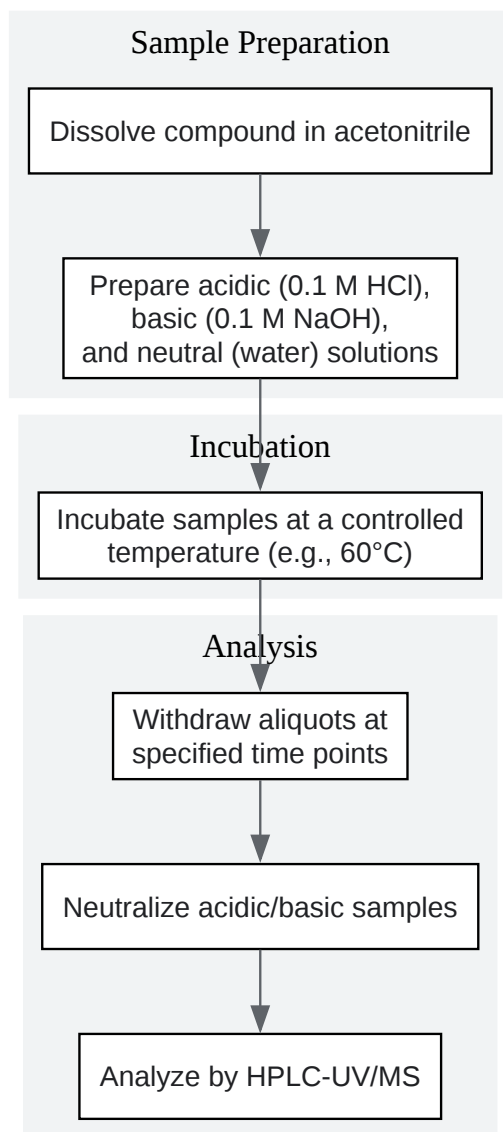 Sample Preparation
Dissolve compound in acetonitrile
Prepare acidic (0.1 M HCl),
basic (0.1 M NaOH),
and neutral (water) solutions
Incubation
Incubate samples at a controlled
temperature (e.g., 60°C)
Analysis
Withdraw aliquots at
specified time points
Neutralize acidic/basic samples
Analyze by HPLC-UV/MS